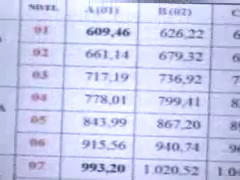 NIVEL A (01) B (02) C
01 609,46 626,22
02 661,14 679,32
03 717,19 736,92
04 778,01 799,41
05 843,99 867,20
06 915,56 940,74
07 993,20 1.020,52